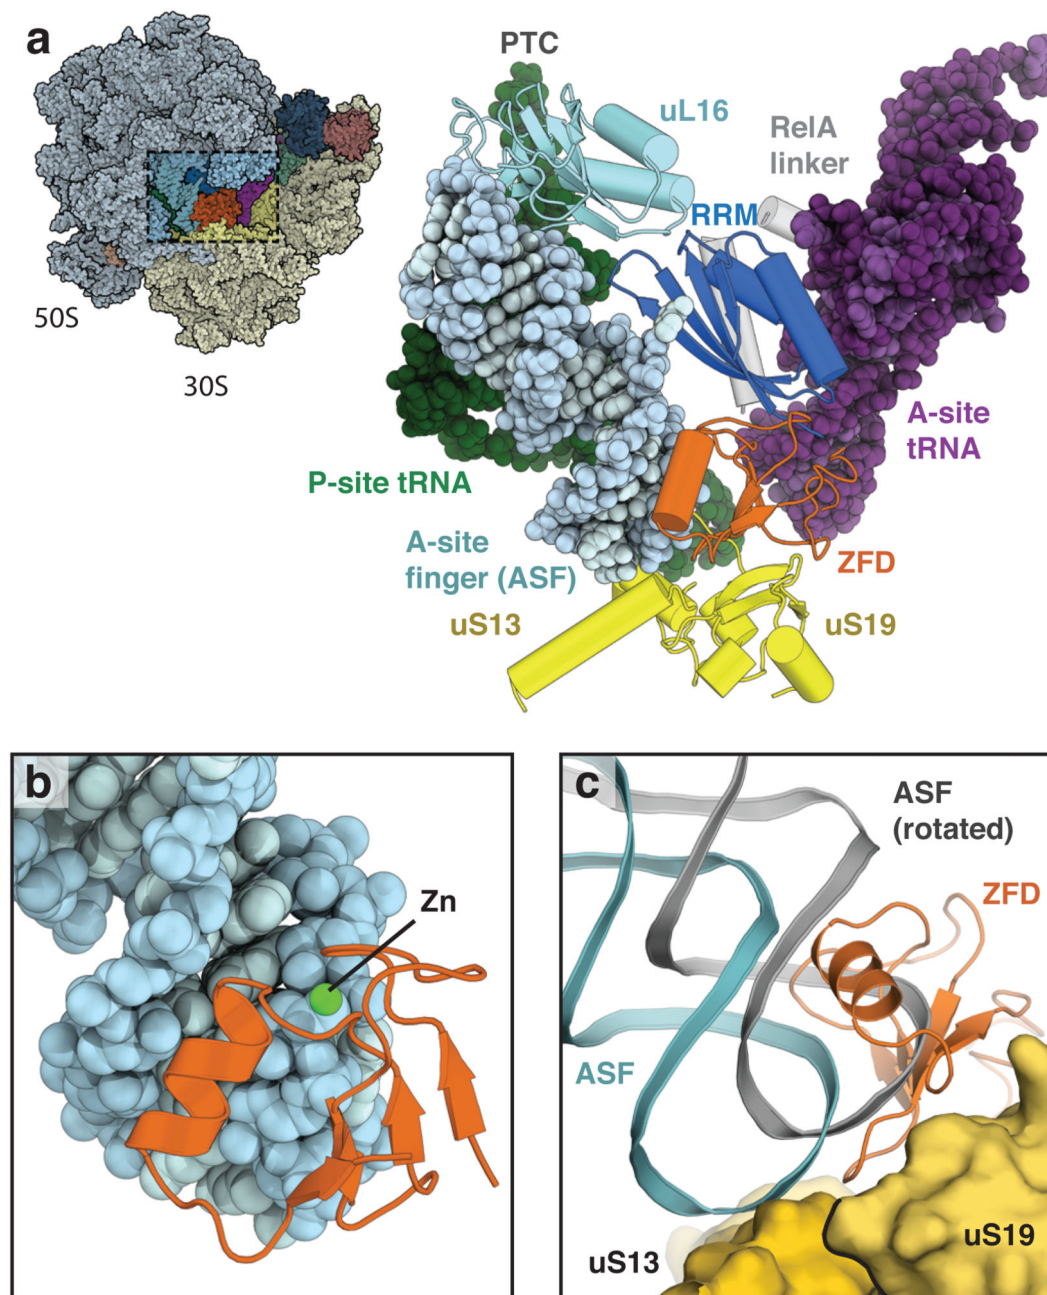 a
50S
30S
PTC
uL16
RelA
linker
RRM
A-site
tRNA
P-site tRNA
A-site
finger (ASF)
ZFD
uS13
uS19
b
Zn
c
ASF
(rotated)
ZFD
ASF
uS13
uS19